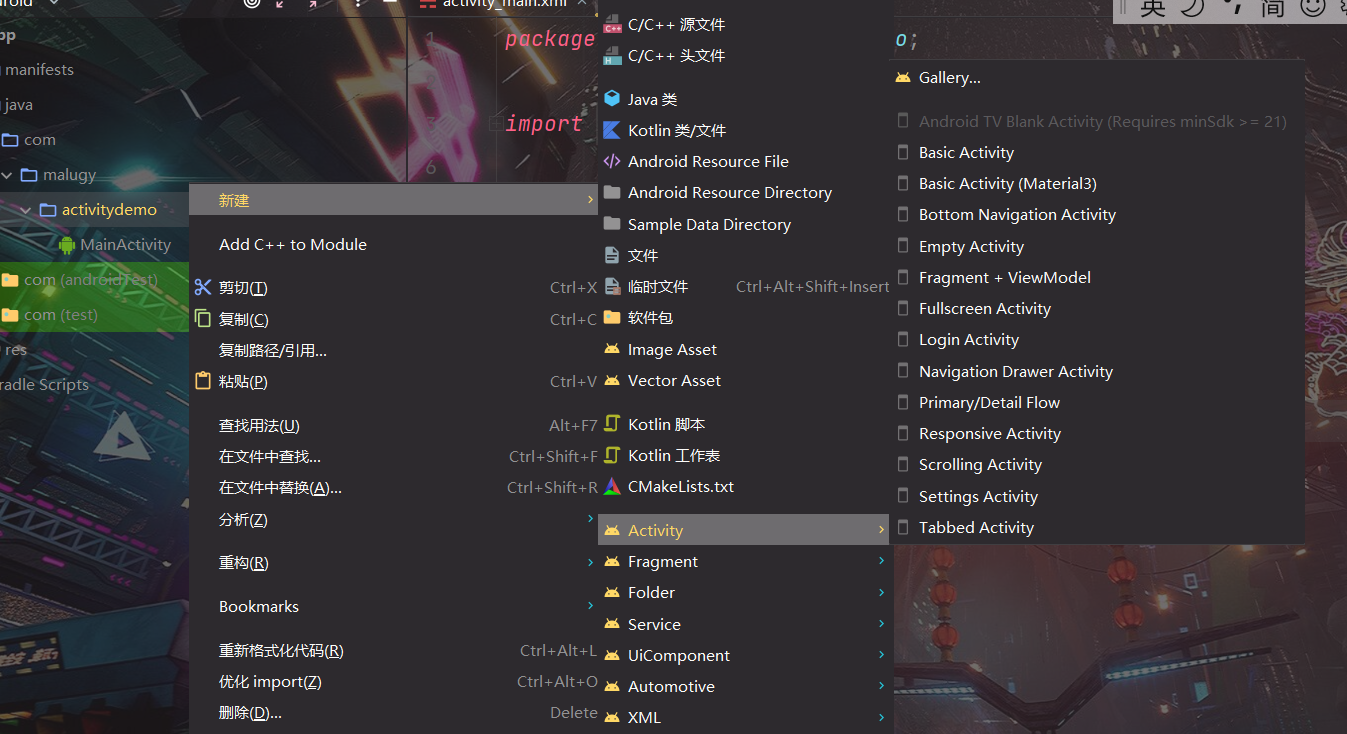 activity_main.xml
manifests
java
com
malugy
activitydemo
MainActivity
com (androidTest)
com (test)
res
radle Scripts
1
package
o;
import
6
新建
Add C++ to Module
剪切(T) Ctrl+X
复制(C) Ctrl+C
复制路径/引用...
粘贴(P) Ctrl+V
查找用法(U) Alt+F7
在文件中查找... Ctrl+Shift+F
在文件中替换(A)... Ctrl+Shift+R
分析(Z)
重构(R)
Bookmarks
重新格式化代码(R) Ctrl+Alt+L
优化 import(Z) Ctrl+Alt+O
删除(D)... Delete
C/C++ 源文件
C/C++ 头文件
Java 类
Kotlin 类/文件
Android Resource File
Android Resource Directory
Sample Data Directory
文件
临时文件 Ctrl+Alt+Shift+Insert
软件包
Image Asset
Vector Asset
Kotlin 脚本
Kotlin 工作表
CMakeLists.txt
Activity
Fragment
Folder
Service
UiComponent
Automotive
XML
Gallery...
Android TV Blank Activity (Requires minSdk >= 21)
Basic Activity
Basic Activity (Material3)
Bottom Navigation Activity
Empty Activity
Fragment + ViewModel
Fullscreen Activity
Login Activity
Navigation Drawer Activity
Primary/Detail Flow
Responsive Activity
Scrolling Activity
Settings Activity
Tabbed Activity
英 简